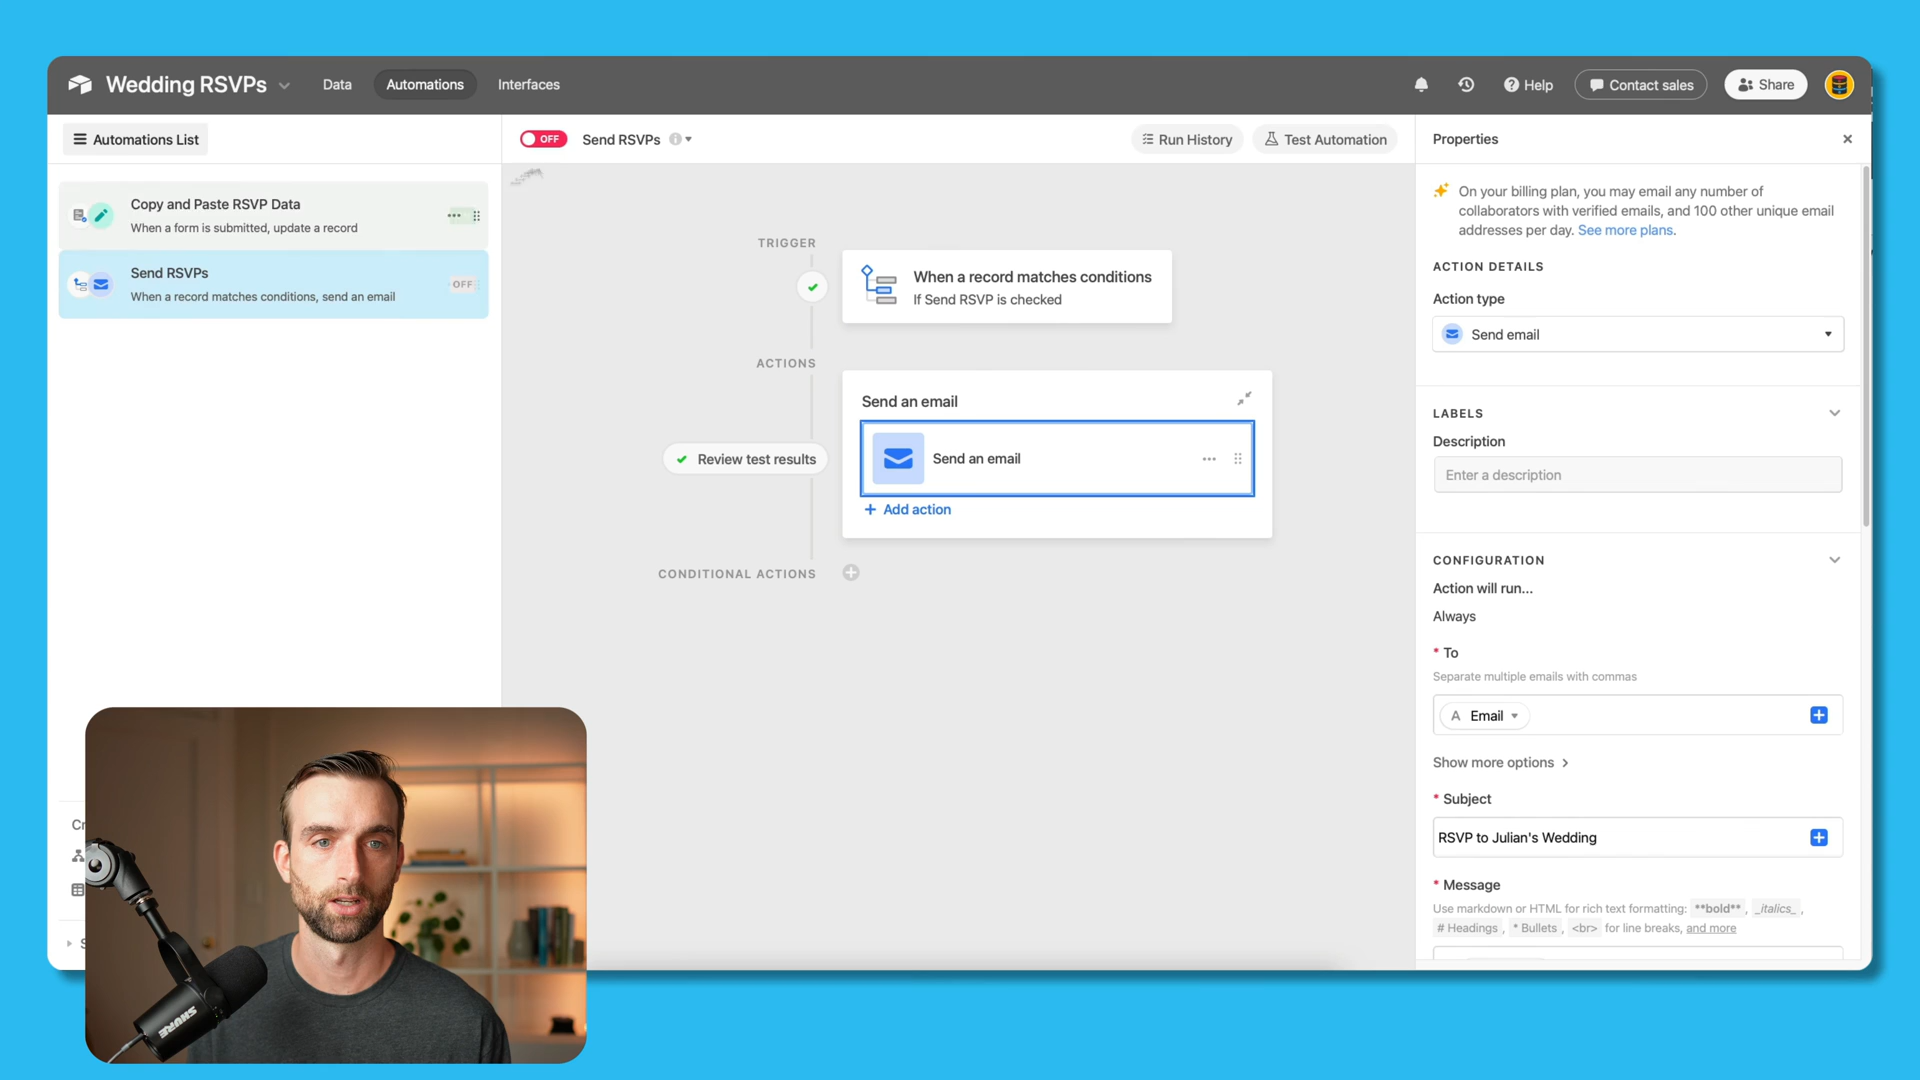 Wedding RSVPs
Data
Automations
Interfaces
Help
Contact sales
Share
Automations List
OFF
Send RSVPs
Run History
Test Automation
Properties
Copy and Paste RSVP Data
When a form is submitted, update a record
Send RSVPs
When a record matches conditions, send an email
OFF
TRIGGER
When a record matches conditions
If Send RSVP is checked
ACTIONS
Send an email
Review test results
Send an email
+ Add action
CONDITIONAL ACTIONS
On your billing plan, you may email any number of
collaborators with verified emails, and 100 other unique email
addresses per day. See more plans.
ACTION DETAILS
Action type
Send email
LABELS
Description
Enter a description
CONFIGURATION
Action will run...
Always
* To
Separate multiple emails with commas
A Email
Show more options
* Subject
RSVP to Julian's Wedding
* Message
Use markdown or HTML for rich text formatting: **bold** , _italics_ ,
# Headings , * Bullets , <br> for line breaks, and more
SHURE